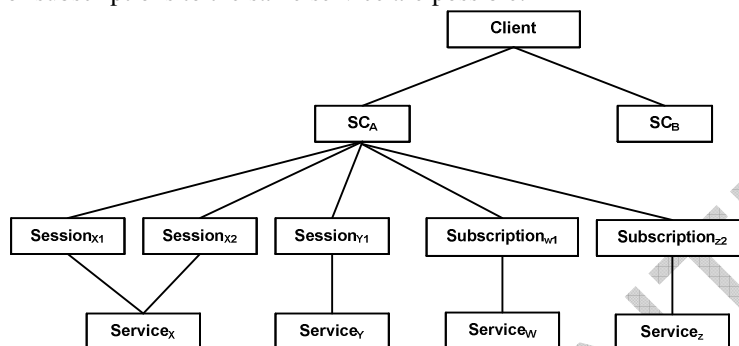 Client
SCA SCB
SessionX1 SessionX2 SessionY1 Subscriptionw1 Subscriptionz2
ServiceX ServiceY ServiceW Servicez